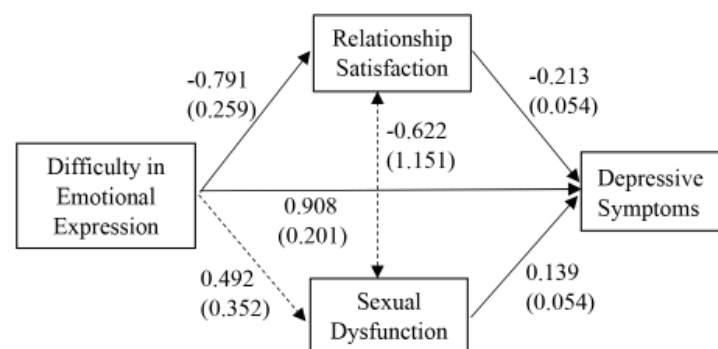 Relationship
Satisfaction
-0.791
(0.259)
-0.213
(0.054)
-0.622
(1.151)
Difficulty in
Emotional
Expression
Depressive
Symptoms
0.908
(0.201)
0.492
(0.352)
0.139
(0.054)
Sexual
Dysfunction